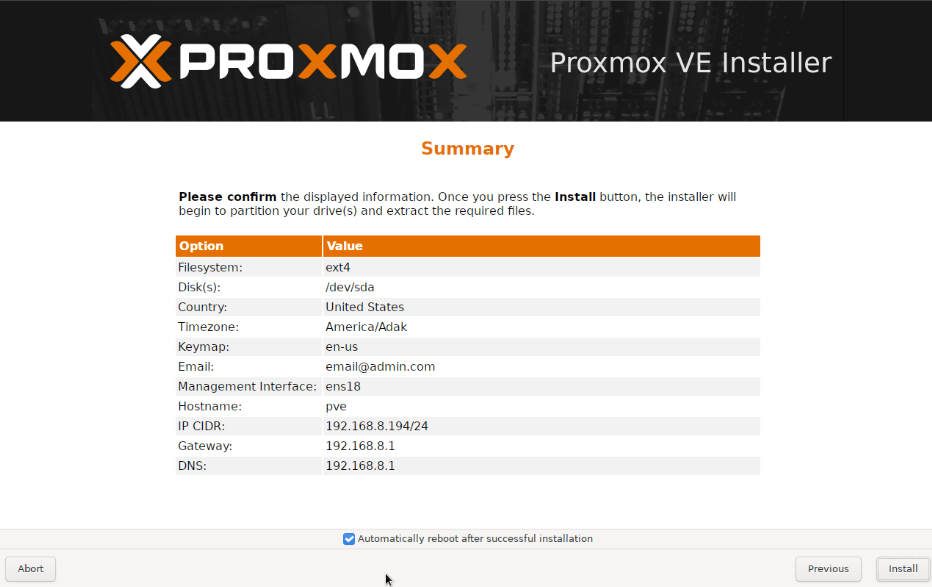 PROXMOX
Proxmox VE Installer
Summary
Please confirm the displayed information. Once you press the Install button, the installer will
begin to partition your drive(s) and extract the required files.
Option Value
Filesystem: ext4
Disk(s): /dev/sda
Country: United States
Timezone: America/Adak
Keymap: en-us
Email: email@admin.com
Management Interface: ens18
Hostname: pve
IP CIDR: 192.168.8.194/24
Gateway: 192.168.8.1
DNS: 192.168.8.1
Automatically reboot after successful installation
Abort Previous Install